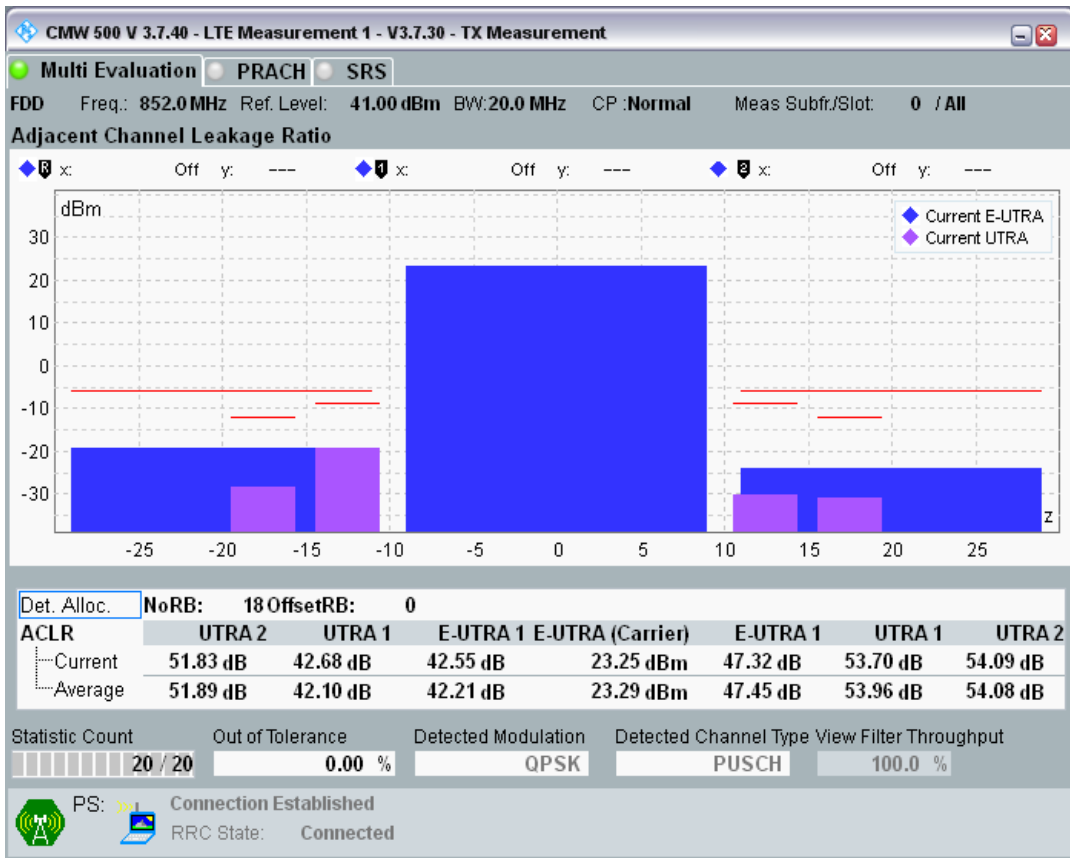 CMW 500 V 3.7.40 - LTE Measurement 1 - V3.7.30 - TX Measurement
Multi Evaluation PRACH SRS
FDD Freq.: 852.0 MHz Ref. Level: 41.00 dBm BW:20.0 MHz CP :Normal Meas Subfr./Slot: 0 / All
Adjacent Channel Leakage Ratio
R x: Off y: --- 1 x: Off y: --- 2 x: Off y: ---
dBm
Current E-UTRA
Current UTRA
30
20
10
0
-10
-20
-30
z
-25 -20 -15 -10 -5 0 5 10 15 20 25
Det. Alloc. NoRB: 18 OffsetRB: 0
ACLR UTRA 2 UTRA 1 E-UTRA 1 E-UTRA (Carrier) E-UTRA 1 UTRA 1 UTRA 2
Current 51.83 dB 42.68 dB 42.55 dB 23.25 dBm 47.32 dB 53.70 dB 54.09 dB
Average 51.89 dB 42.10 dB 42.21 dB 23.29 dBm 47.45 dB 53.96 dB 54.08 dB
Statistic Count Out of Tolerance Detected Modulation Detected Channel Type View Filter Throughput
20 / 20 0.00 % QPSK PUSCH 100.0 %
PS: Connection Established
RRC State: Connected